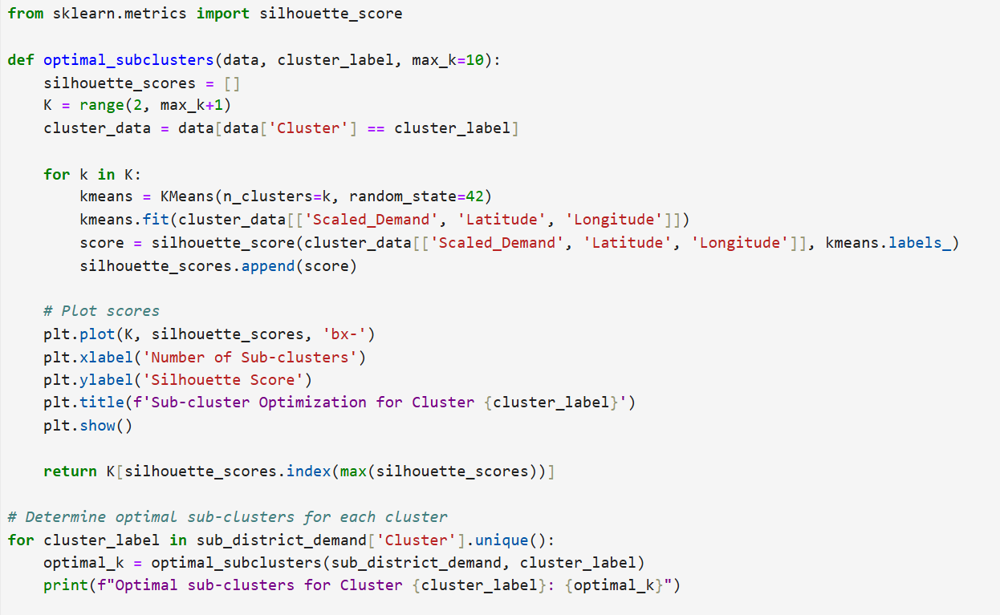 from sklearn.metrics import silhouette_score

def optimal_subclusters(data, cluster_label, max_k=10):
    silhouette_scores = []
    K = range(2, max_k+1)
    cluster_data = data[data['Cluster'] == cluster_label]

    for k in K:
        kmeans = KMeans(n_clusters=k, random_state=42)
        kmeans.fit(cluster_data[['Scaled_Demand', 'Latitude', 'Longitude']])
        score = silhouette_score(cluster_data[['Scaled_Demand', 'Latitude', 'Longitude']], kmeans.labels_)
        silhouette_scores.append(score)

    # Plot scores
    plt.plot(K, silhouette_scores, 'bx-')
    plt.xlabel('Number of Sub-clusters')
    plt.ylabel('Silhouette Score')
    plt.title(f'Sub-cluster Optimization for Cluster {cluster_label}')
    plt.show()

    return K[silhouette_scores.index(max(silhouette_scores))]

# Determine optimal sub-clusters for each cluster
for cluster_label in sub_district_demand['Cluster'].unique():
    optimal_k = optimal_subclusters(sub_district_demand, cluster_label)
    print(f"Optimal sub-clusters for Cluster {cluster_label}: {optimal_k}")